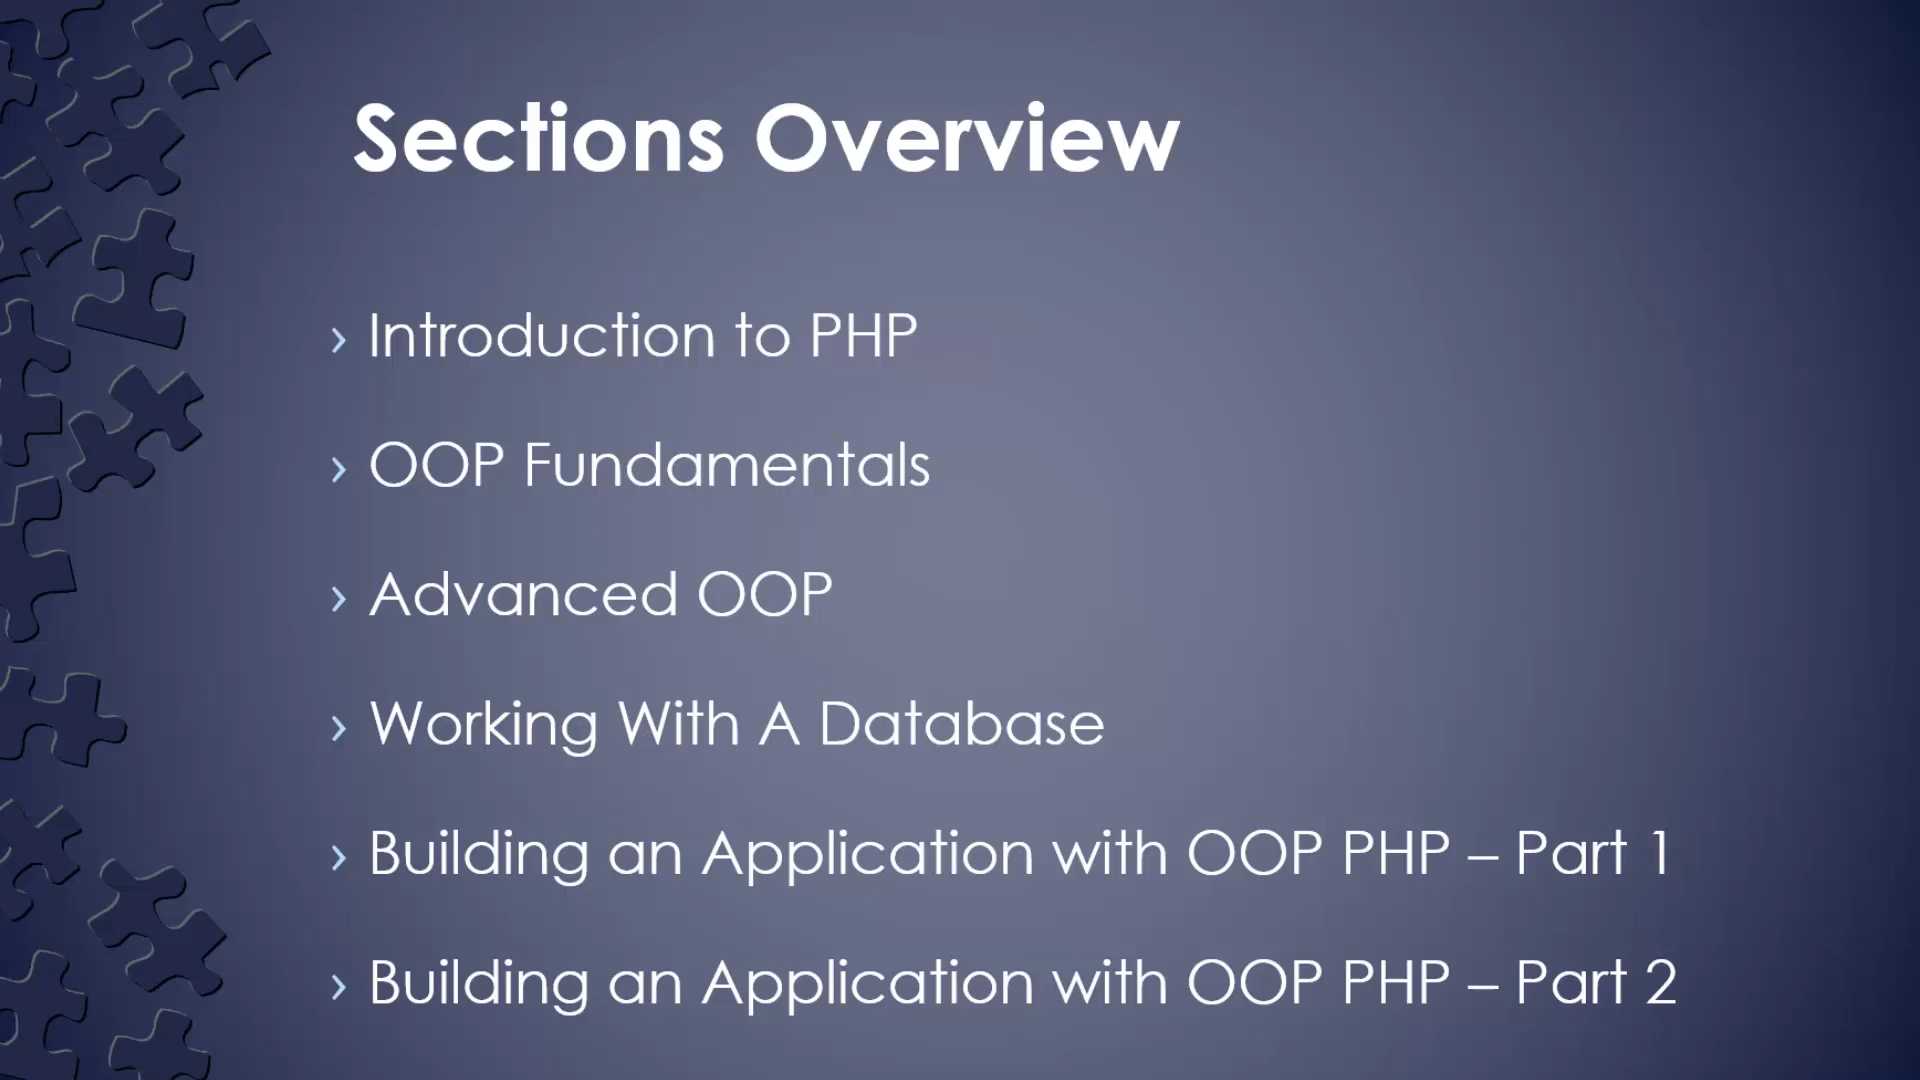 Sections Overview
› Introduction to PHP
› OOP Fundamentals
› Advanced OOP
› Working With A Database
› Building an Application with OOP PHP – Part 1
› Building an Application with OOP PHP – Part 2